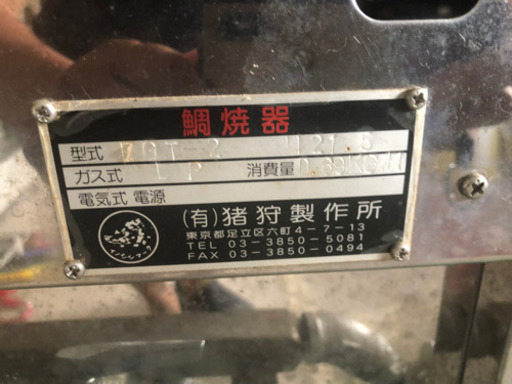 鯛焼器
型式
ガス式 LP 消費量
電気式 電源
(有)猪狩製作所
東京都足立区六町4-7-13
TEL 03-3850-5081
FAX 03-3850-0494